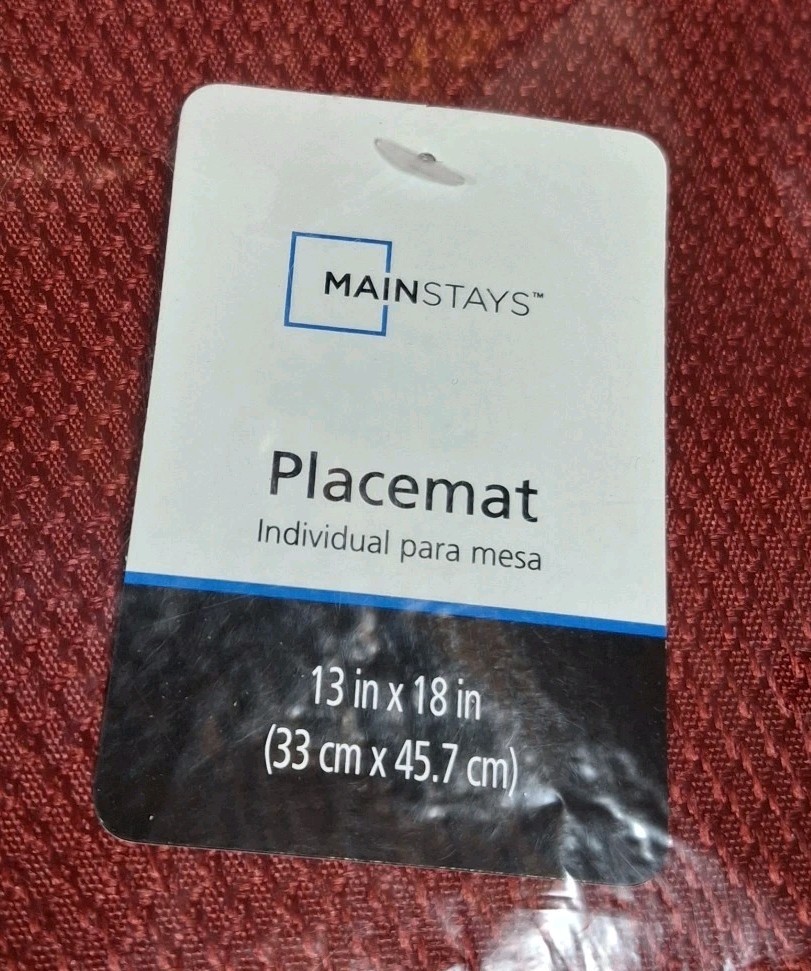 MAINSTAYS™
Placemat
Individual para mesa
13 in x 18 in
(33 cm x 45.7 cm)